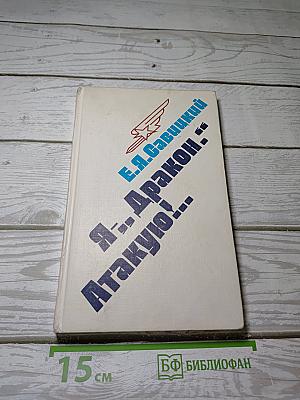 Е.Я.Савицкий
Я-„Дракон.“
Атакую!...
15 см
БФ БИБЛИОФАН